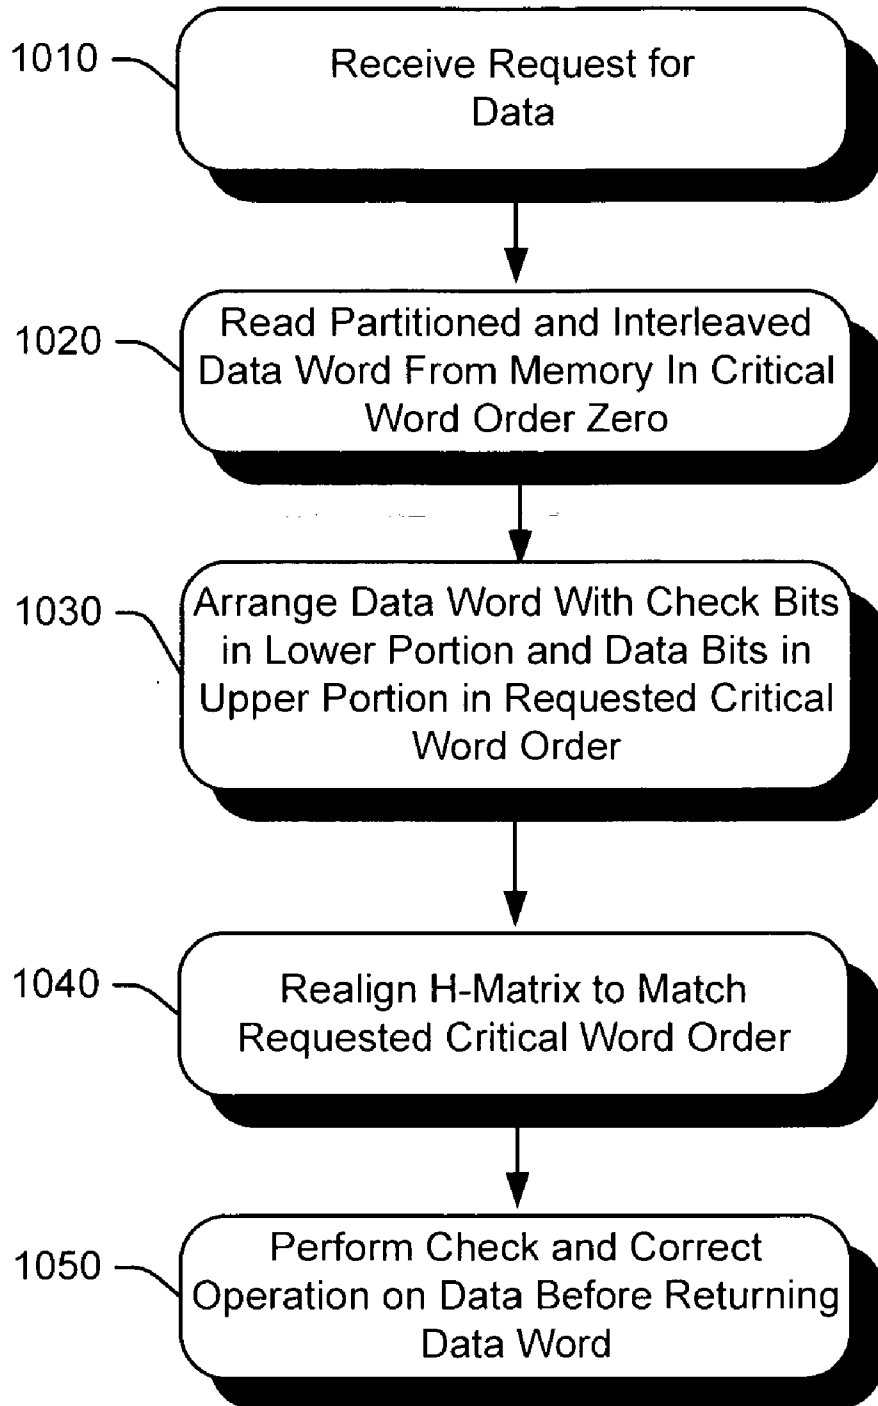 1010
Receive Request for
Data
1020
Read Partitioned and Interleaved
Data Word From Memory In Critical
Word Order Zero
1030
Arrange Data Word With Check Bits
in Lower Portion and Data Bits in
Upper Portion in Requested Critical
Word Order
1040
Realign H-Matrix to Match
Requested Critical Word Order
1050
Perform Check and Correct
Operation on Data Before Returning
Data Word